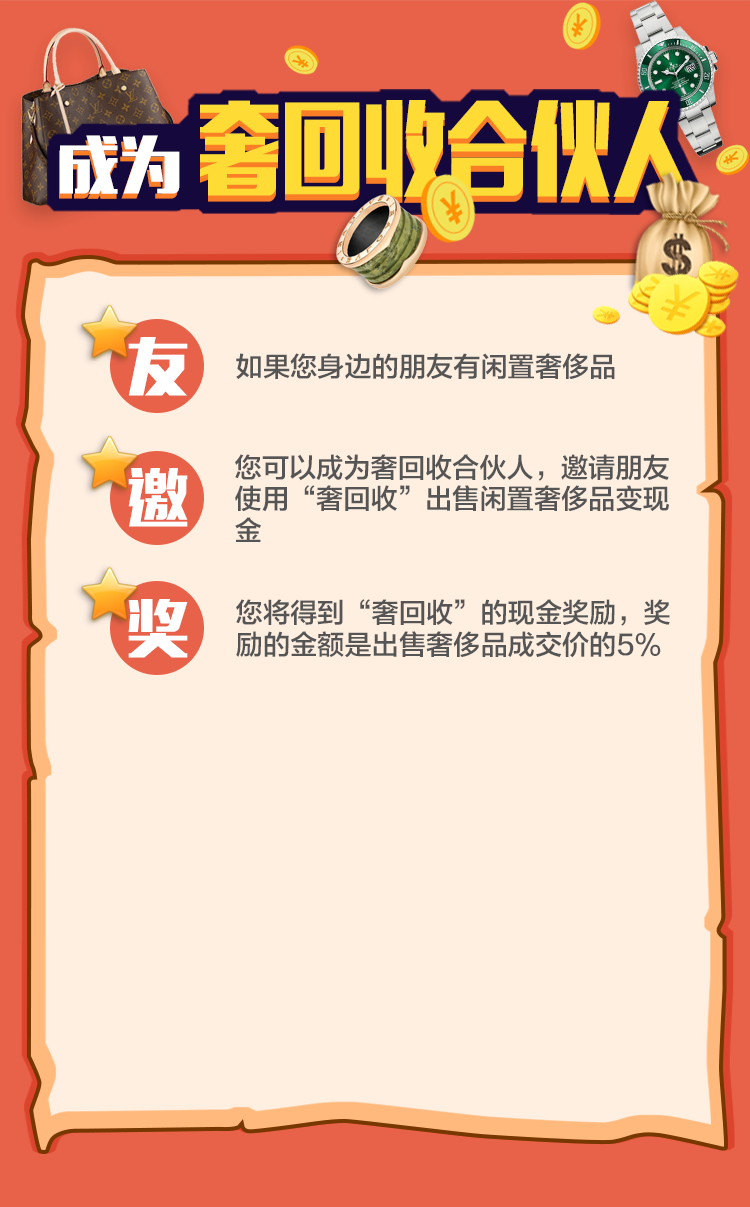 成为奢回收合伙人
友
如果您身边的朋友有闲置奢侈品
邀
您可以成为奢回收合伙人，邀请朋友
使用“奢回收”出售闲置奢侈品变现
金
奖
您将得到“奢回收”的现金奖励，奖
励的金额是出售奢侈品成交价的5%